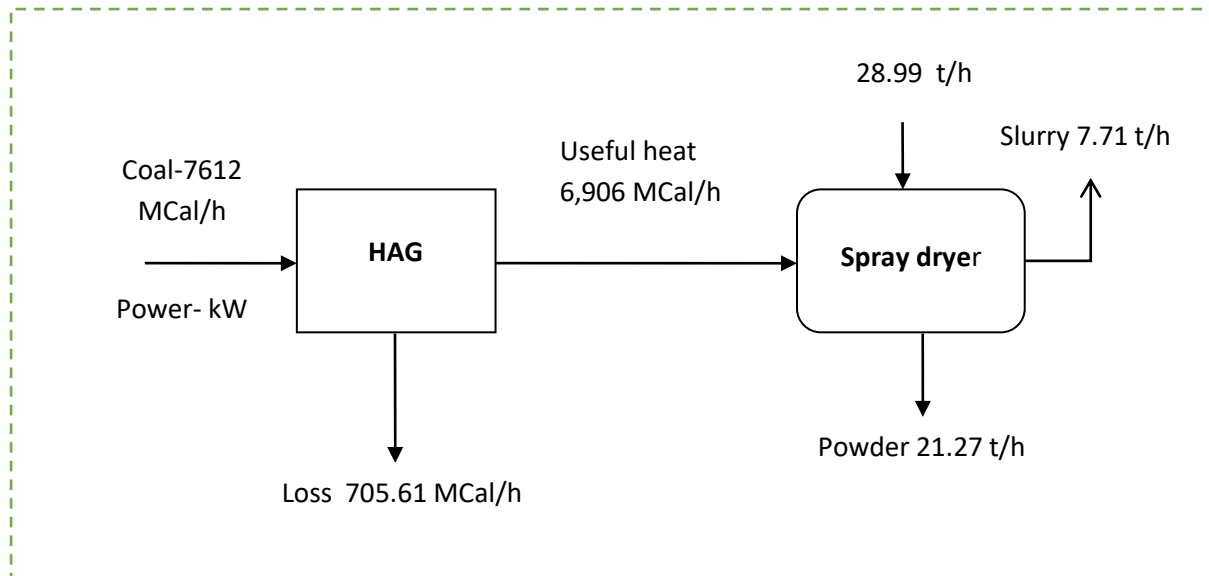 28.99 t/h
Slurry 7.71 t/h
Useful heat
6,906 MCal/h
Coal-7612
MCal/h
HAG
Spray dryer
Power- kW
Powder 21.27 t/h
Loss 705.61 MCal/h